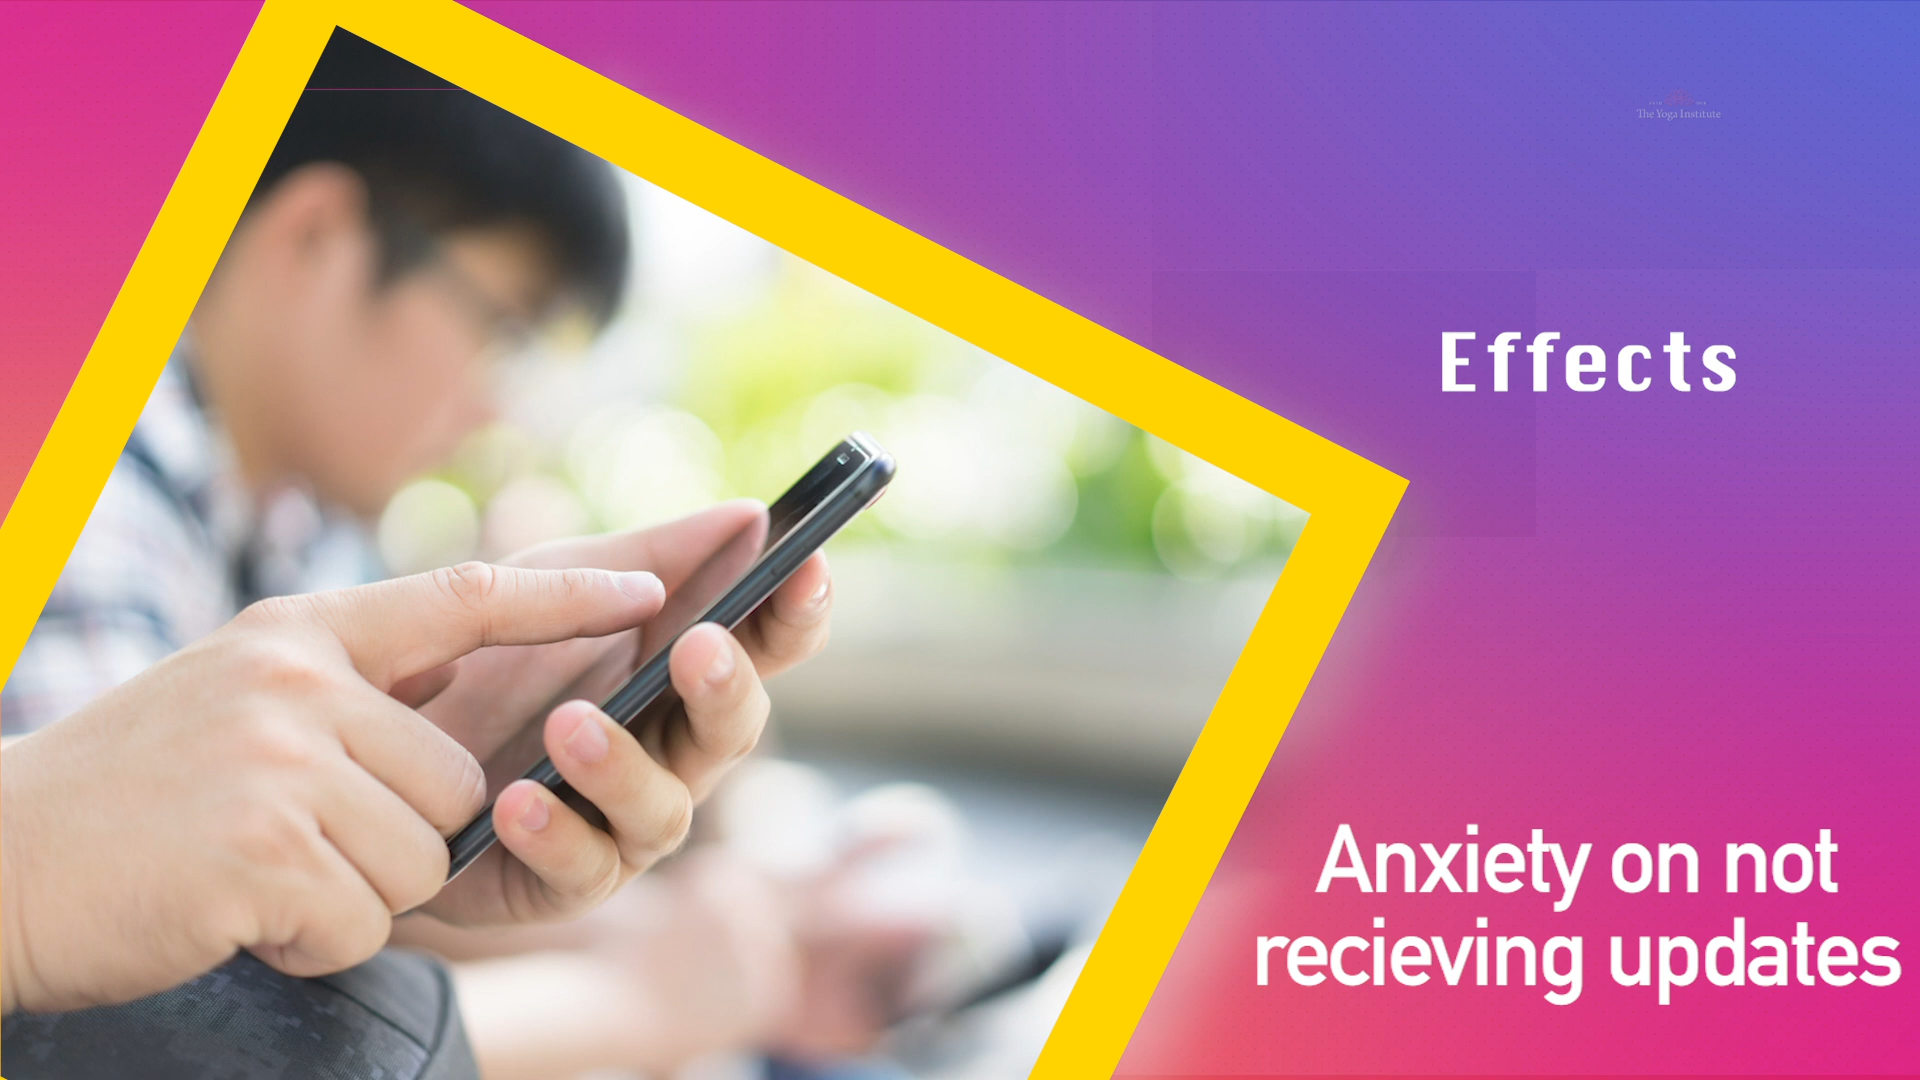 The Yoga Institute
Effects
Anxiety on not
recieving updates